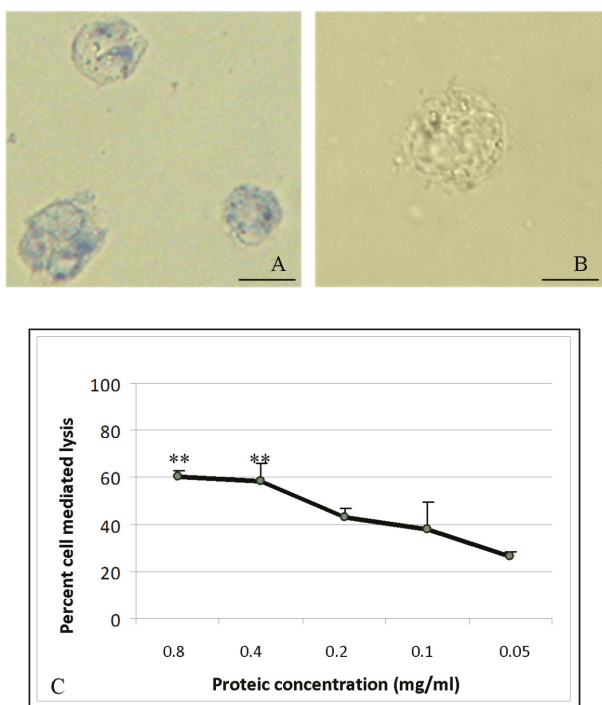 A
B
100
80
60
40
20
0
** **
0.8 0.4 0.2 0.1 0.05
Percent cell mediated lysis
Proteic concentration (mg/ml)
C